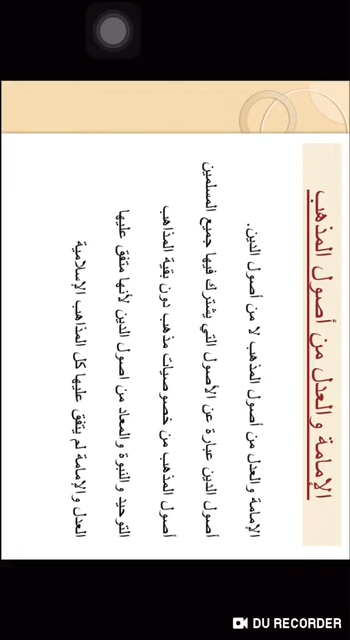 الإمامة والعدل من أصول المذهب
الإمامة والعدل من أصول المذهب لا من أصول الدين.
أصول الدين عبارة عن الأصول التي يشترك فيها جميع المسلمين
أصول المذهب من خصوصيات مذهب دون بقية المذاهب
التوحيد والنبوة والمعاد من اصول الدين لأنها متفق عليها
العدل والإمامة لم يتفق عليها كل المذاهب الإسلامية
DU RECORDER